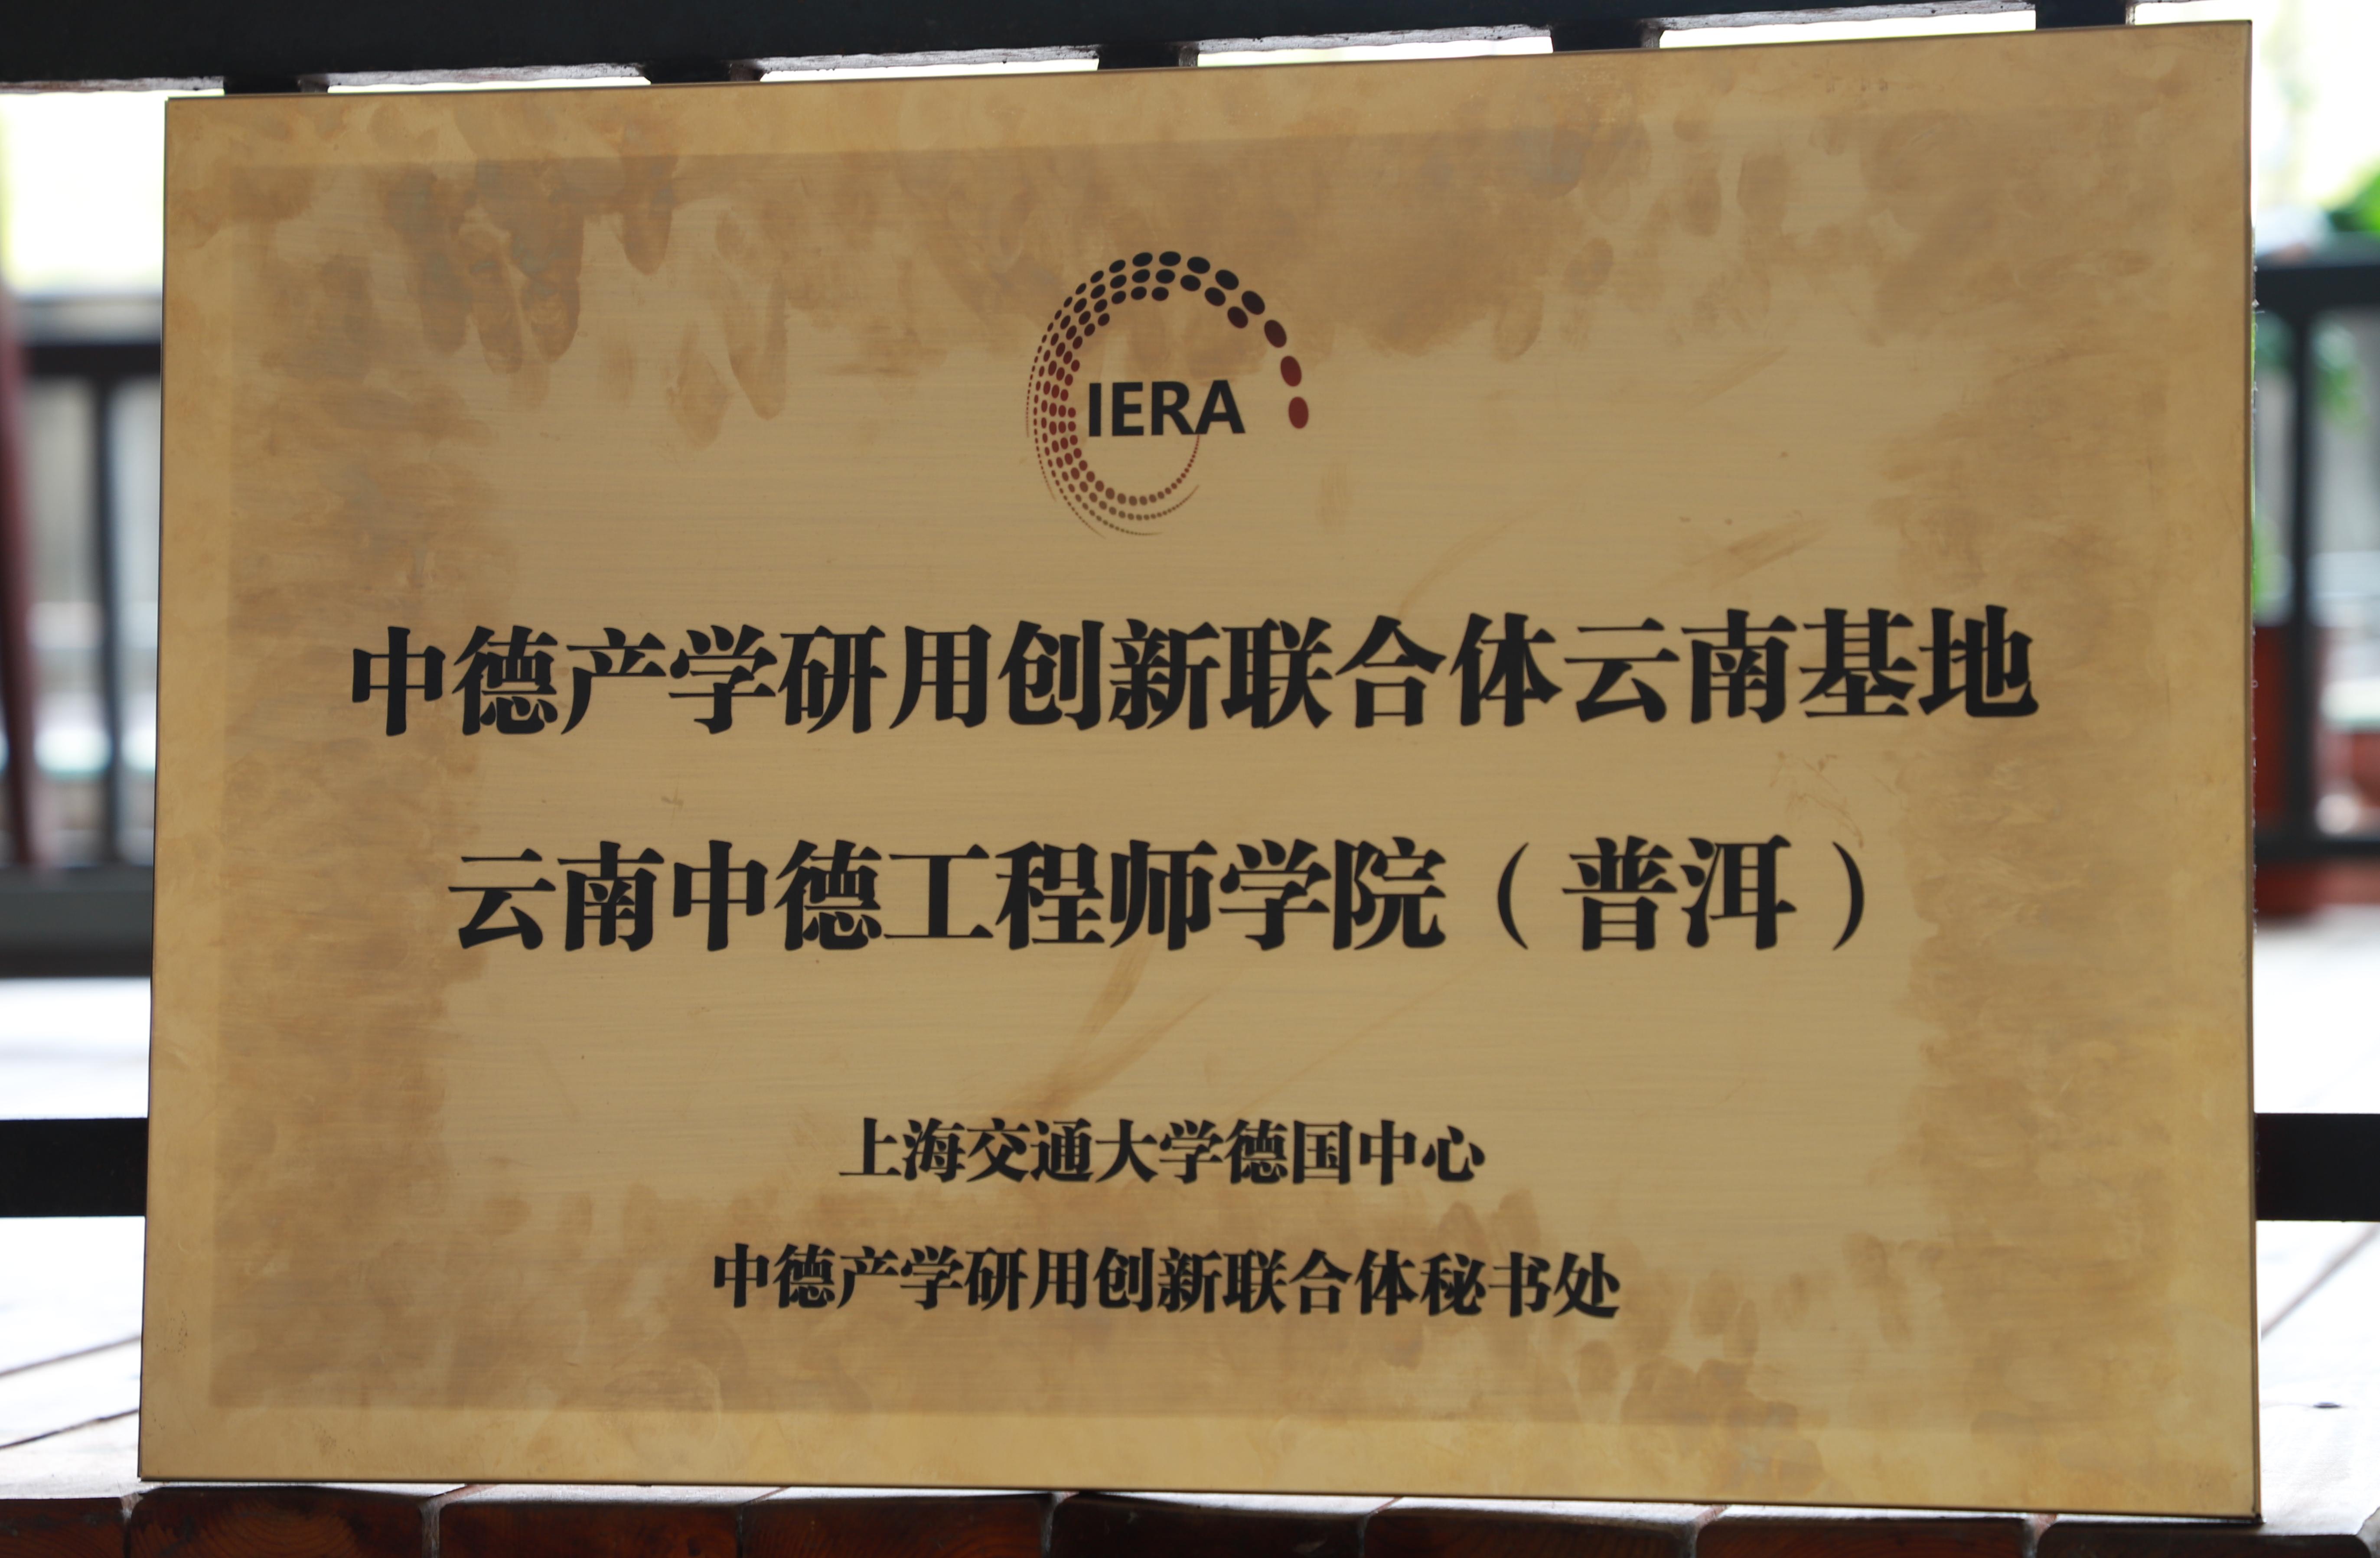 IERA
中德产学研用创新联合体云南基地
云南中德工程师学院（普洱）
上海交通大学德国中心
中德产学研用创新联合体秘书处